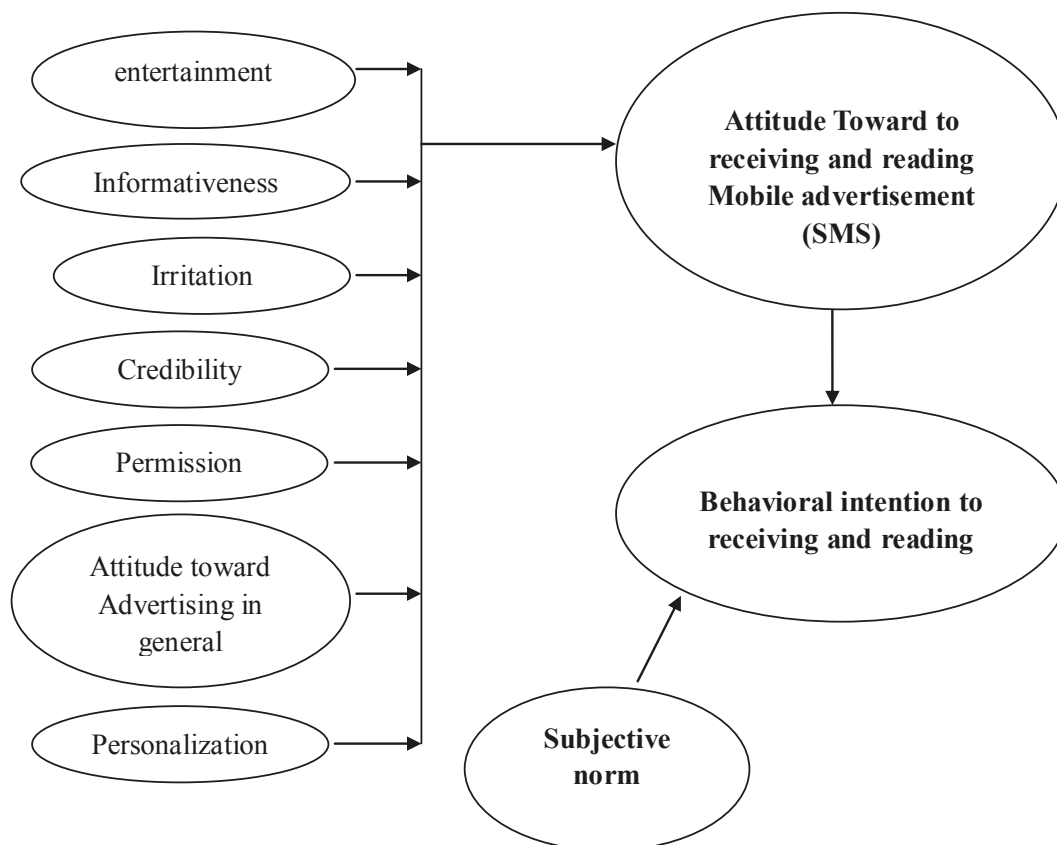 entertainment
Informativeness
Irritation
Credibility
Permission
Attitude toward
Advertising in
general
Personalization
Attitude Toward to
receiving and reading
Mobile advertisement
(SMS)
Behavioral intention to
receiving and reading
Subjective
norm